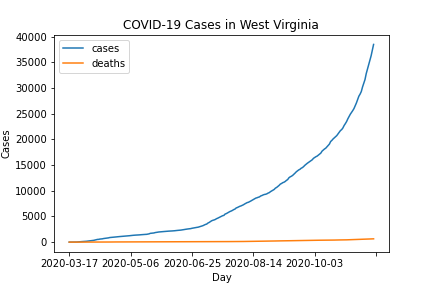 COVID-19 Cases in West Virginia
cases
deaths
40000
35000
30000
25000
20000
15000
10000
5000
0
Cases
2020-03-17 2020-05-06 2020-06-25 2020-08-14 2020-10-03
Day